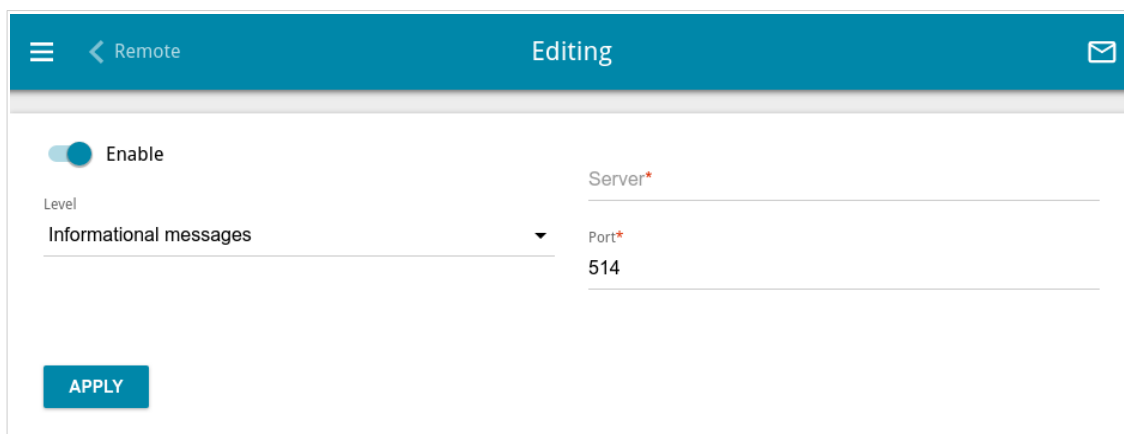 Remote
Editing
Enable
Level
Informational messages
Server*
Port*
514
APPLY